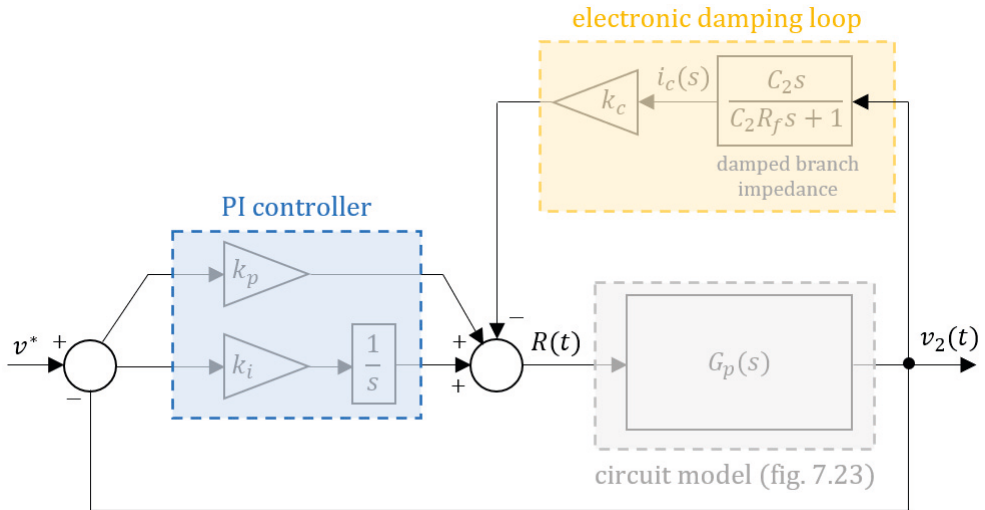 electronic damping loop
k_c
i_c(s)
C_2s
C_2R_fs + 1
damped branch
impedance
PI controller
k_p
v*
+
−
k_i
1
s
+
+
−
R(t)
G_p(s)
v_2(t)
circuit model (fig. 7.23)